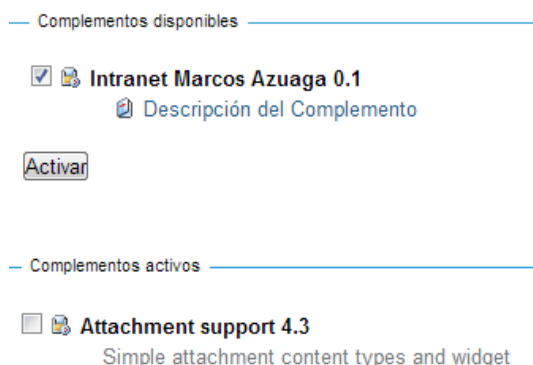 Complementos disponibles
Intranet Marcos Azuaga 0.1
Descripción del Complemento
Activar
Complementos activos
Attachment support 4.3
Simple attachment content types and widget